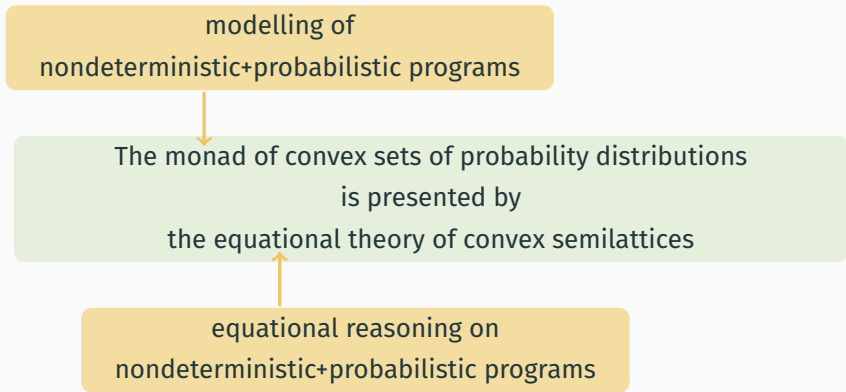 modelling of
nondeterministic+probabilistic programs
The monad of convex sets of probability distributions
is presented by
the equational theory of convex semilattices
equational reasoning on
nondeterministic+probabilistic programs